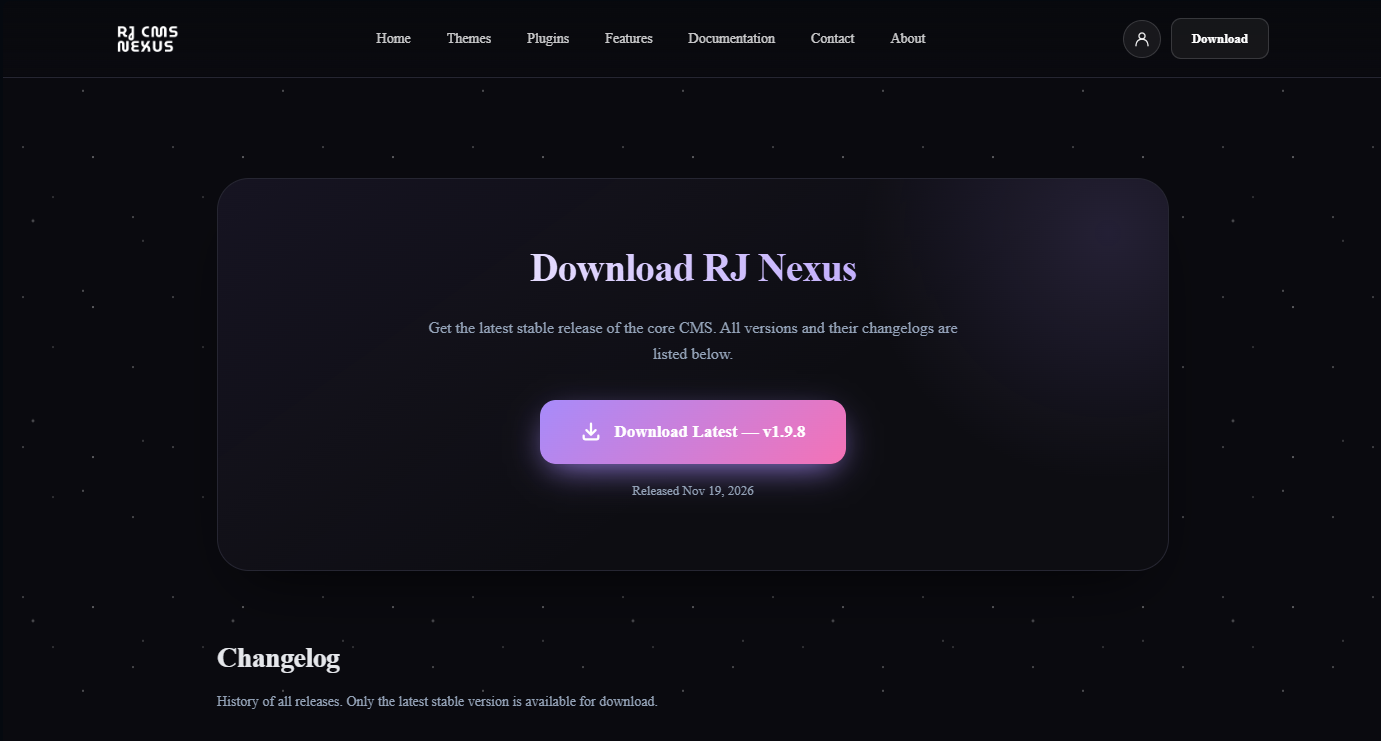 RJ CMS
NEXUS
Home Themes Plugins Features Documentation Contact About
Download
Download RJ Nexus
Get the latest stable release of the core CMS. All versions and their changelogs are
listed below.
Download Latest — v1.9.8
Released Nov 19, 2026
Changelog
History of all releases. Only the latest stable version is available for download.